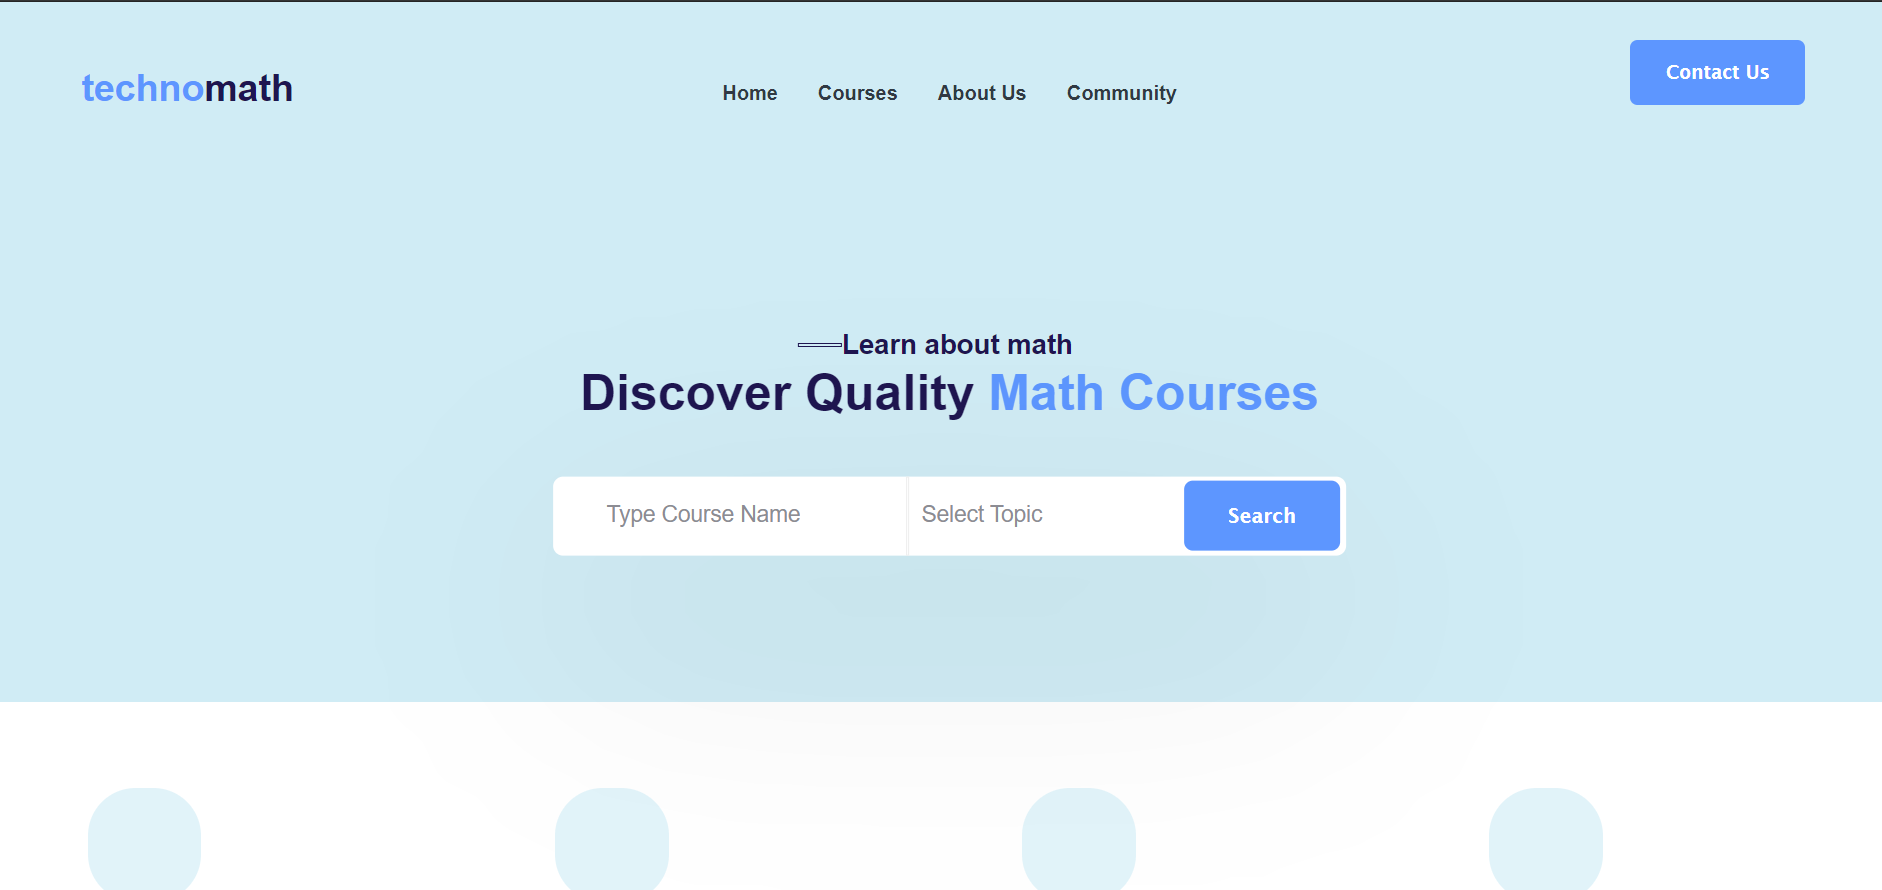 technomath
Home Courses About Us Community
Contact Us
Learn about math
Discover Quality Math Courses
Type Course Name
Select Topic
Search